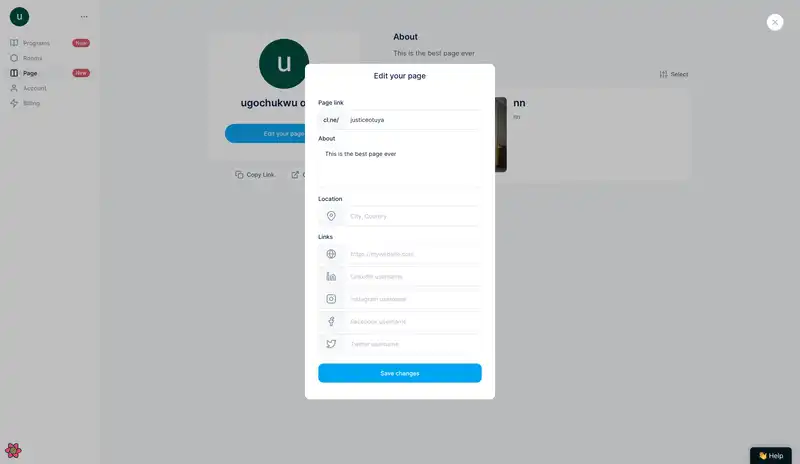 u
Programs
New
Rooms
Page
New
Account
Billing
u
ugochukwu o
Edit your page
Copy Link
About
This is the best page ever
Select
nn
nn
Edit your page
Page link
cl.ne/
justiceotuya
About
This is the best page ever
Location
City, Country
Links
https://mywebsite.com
LinkedIn username
Instagram username
Facebook username
Twitter username
Save changes
👋 Help